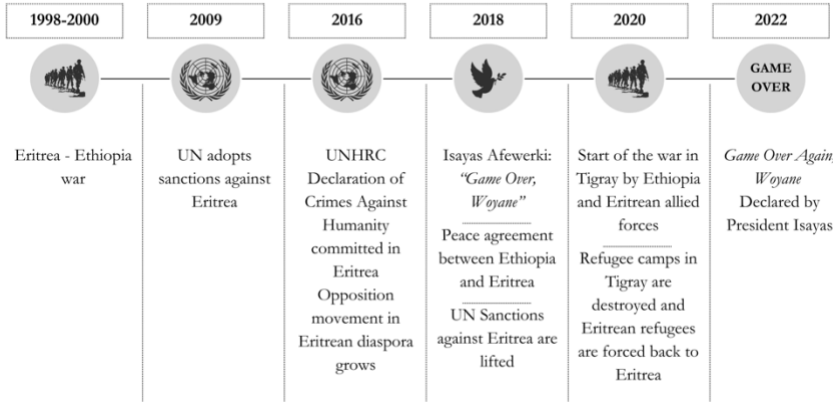 1998-2000
2009
2016
2018
2020
2022
GAME
OVER
Eritrea - Ethiopia
war
UN adopts
sanctions against
Eritrea
UNHRC
Declaration of
Crimes Against
Humanity
committed in
Eritrea
Opposition
movement in
Eritrean diaspora
grows
Isayas Afewerki:
“Game Over,
Woyane”
Peace agreement
between Ethiopia
and Eritrea
UN Sanctions
against Eritrea are
lifted
Start of the war in
Tigray by Ethiopia
and Eritrean allied
forces
Refugee camps in
Tigray are
destroyed and
Eritrean refugees
are forced back to
Eritrea
Game Over Again,
Woyane
Declared by
President Isayas